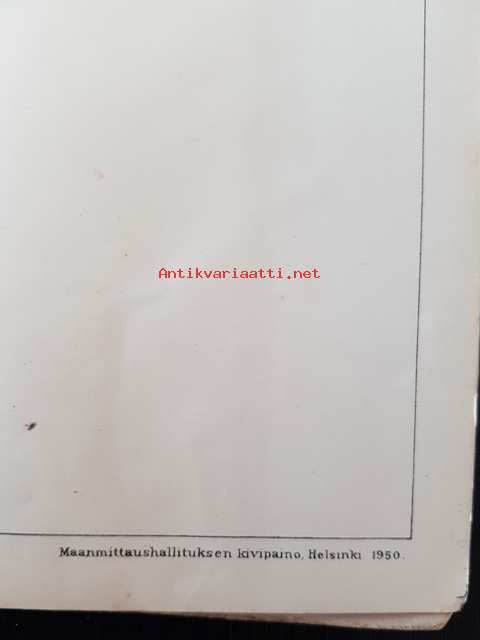 Antikvariaatti.net
Maanmittaushallituksen kivipaino, Helsinki 1950.